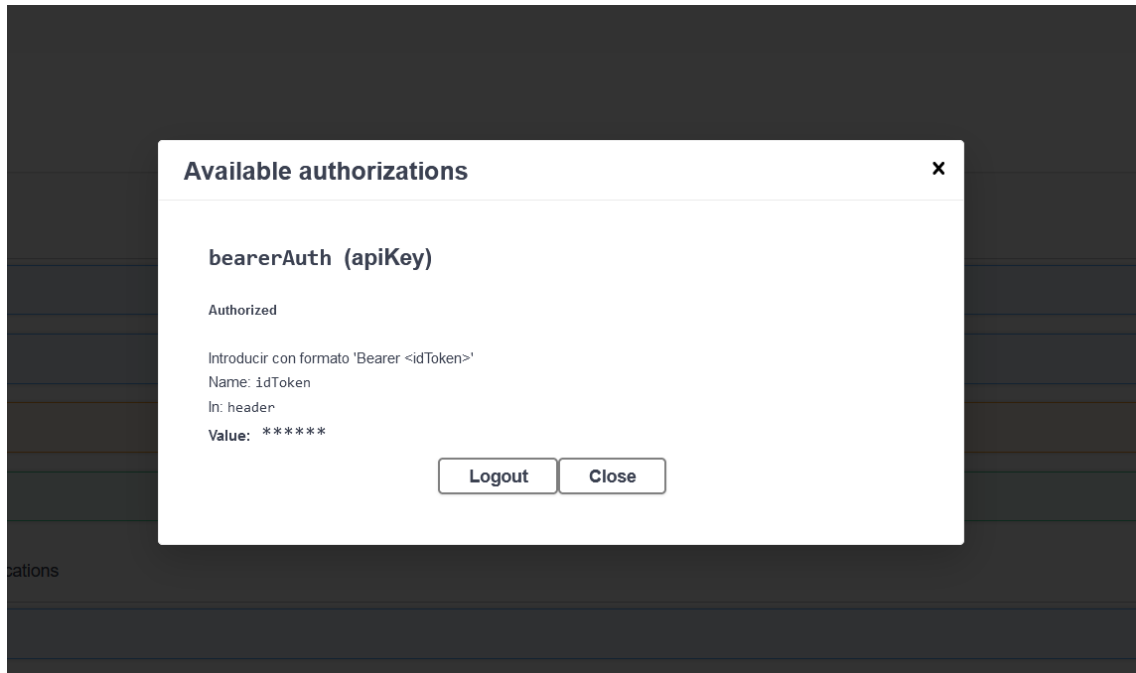 Available authorizations
bearerAuth (apiKey)
Authorized
Introducir con formato 'Bearer <idToken>'
Name: idToken
In: header
Value: ******
Logout Close
cations